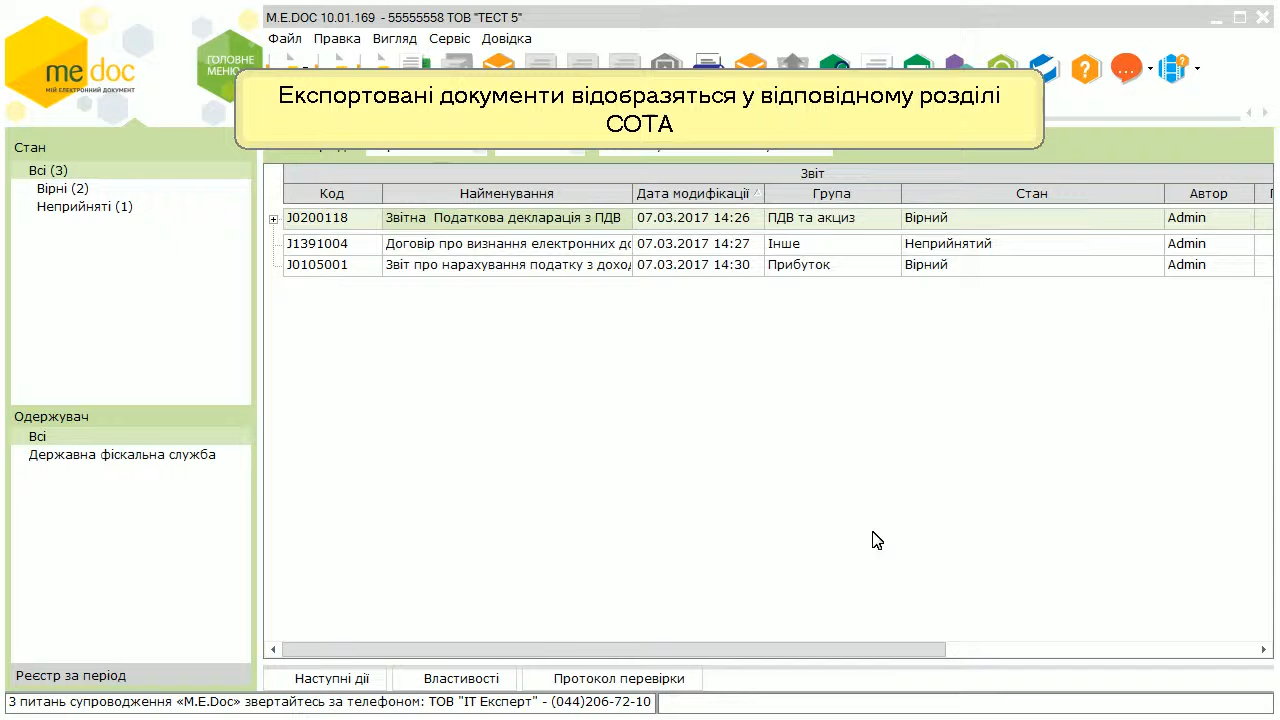 M.E.DOC 10.01.169 - 55555558 ТОВ "ТЕСТ 5"
Файл Правка Вигляд Сервіс Довідка
me doc
МІЙ ЕЛЕКТРОННИЙ ДОКУМЕНТ
ГОЛОВНЕ
МЕНЮ
Експортовані документи відобразяться у відповідному розділі
СОТА
Стан
Всі (3)
Вірні (2)
Неприйняті (1)
Звіт
Код Найменування Дата модифікації Група Стан Автор
J0200118 Звітна Податкова декларація з ПДВ 07.03.2017 14:26 ПДВ та акциз Вірний Admin
J1391004 Договір про визнання електронних 07.03.2017 14:27 Інше Неприйнятий Admin
J0105001 Звіт про нарахування податку з 07.03.2017 14:30 Прибуток Вірний Admin
Одержувач
Всі
Державна фіскальна служба
Реєстр за період
Наступні дії Властивості Протокол перевірки
З питань супроводження «M.E.Doc» звертайтесь за телефоном: ТОВ "ІТ Експерт" - (044)206-72-10